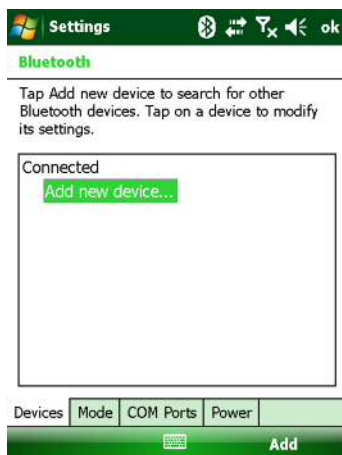 Settings ok
Bluetooth
Tap Add new device to search for other
Bluetooth devices. Tap on a device to modify
its settings.
Connected
Add new device...
Devices Mode COM Ports Power
Add